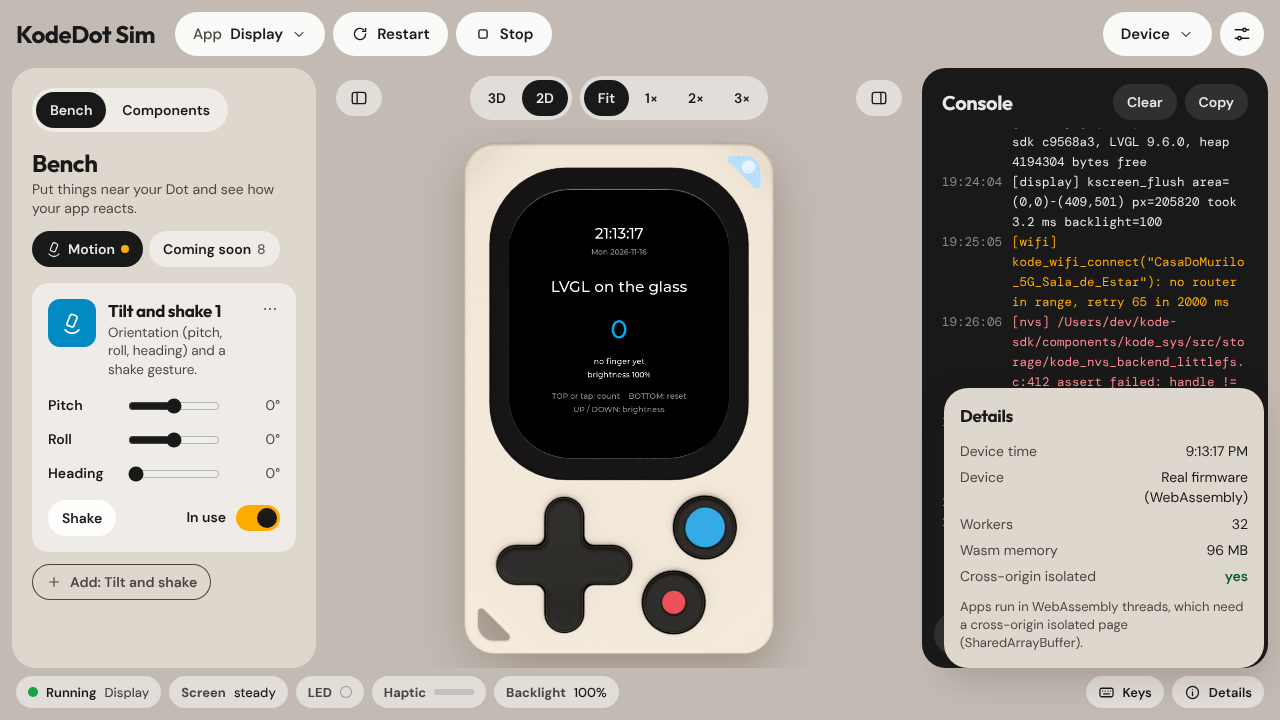 KodeDot Sim
App Display
Restart
Stop
Device
Bench
Components
Bench
Put things near your Dot and see how
your app reacts.
Motion
Coming soon 8
Tilt and shake 1
Orientation (pitch,
roll, heading) and a
shake gesture.
Pitch 0°
Roll 0°
Heading 0°
Shake
In use
Add: Tilt and shake
3D 2D
Fit 1× 2× 3×
21:13:17
Mon 2026-11-16
LVGL on the glass
0
no finger yet
brightness 100%
TOP or tap: count BOTTOM: reset
UP / DOWN: brightness
Console
Clear
Copy
sdk c9568a3, LVGL 9.6.0, heap
4194304 bytes free
19:24:04 [display] kscreen_flush area=
(0,0)-(409,501) px=205820 took
3.2 ms backlight=100
19:25:05 [wifi]
kode_wifi_connect("CasaDoMurilo
_5G_Sala_de_Estar"): no router
in range, retry 65 in 2000 ms
19:26:06 [nvs] /Users/dev/kode-
sdk/components/kode_sys/src/sto
rage/kode_nvs_backend_littlefs.
c:412 assert failed: handle !=
Details
Device time 9:13:17 PM
Device Real firmware
(WebAssembly)
Workers 32
Wasm memory 96 MB
Cross-origin isolated yes
Apps run in WebAssembly threads, which need
a cross-origin isolated page
(SharedArrayBuffer).
Running Display
Screen steady
LED
Haptic
Backlight 100%
Keys
Details